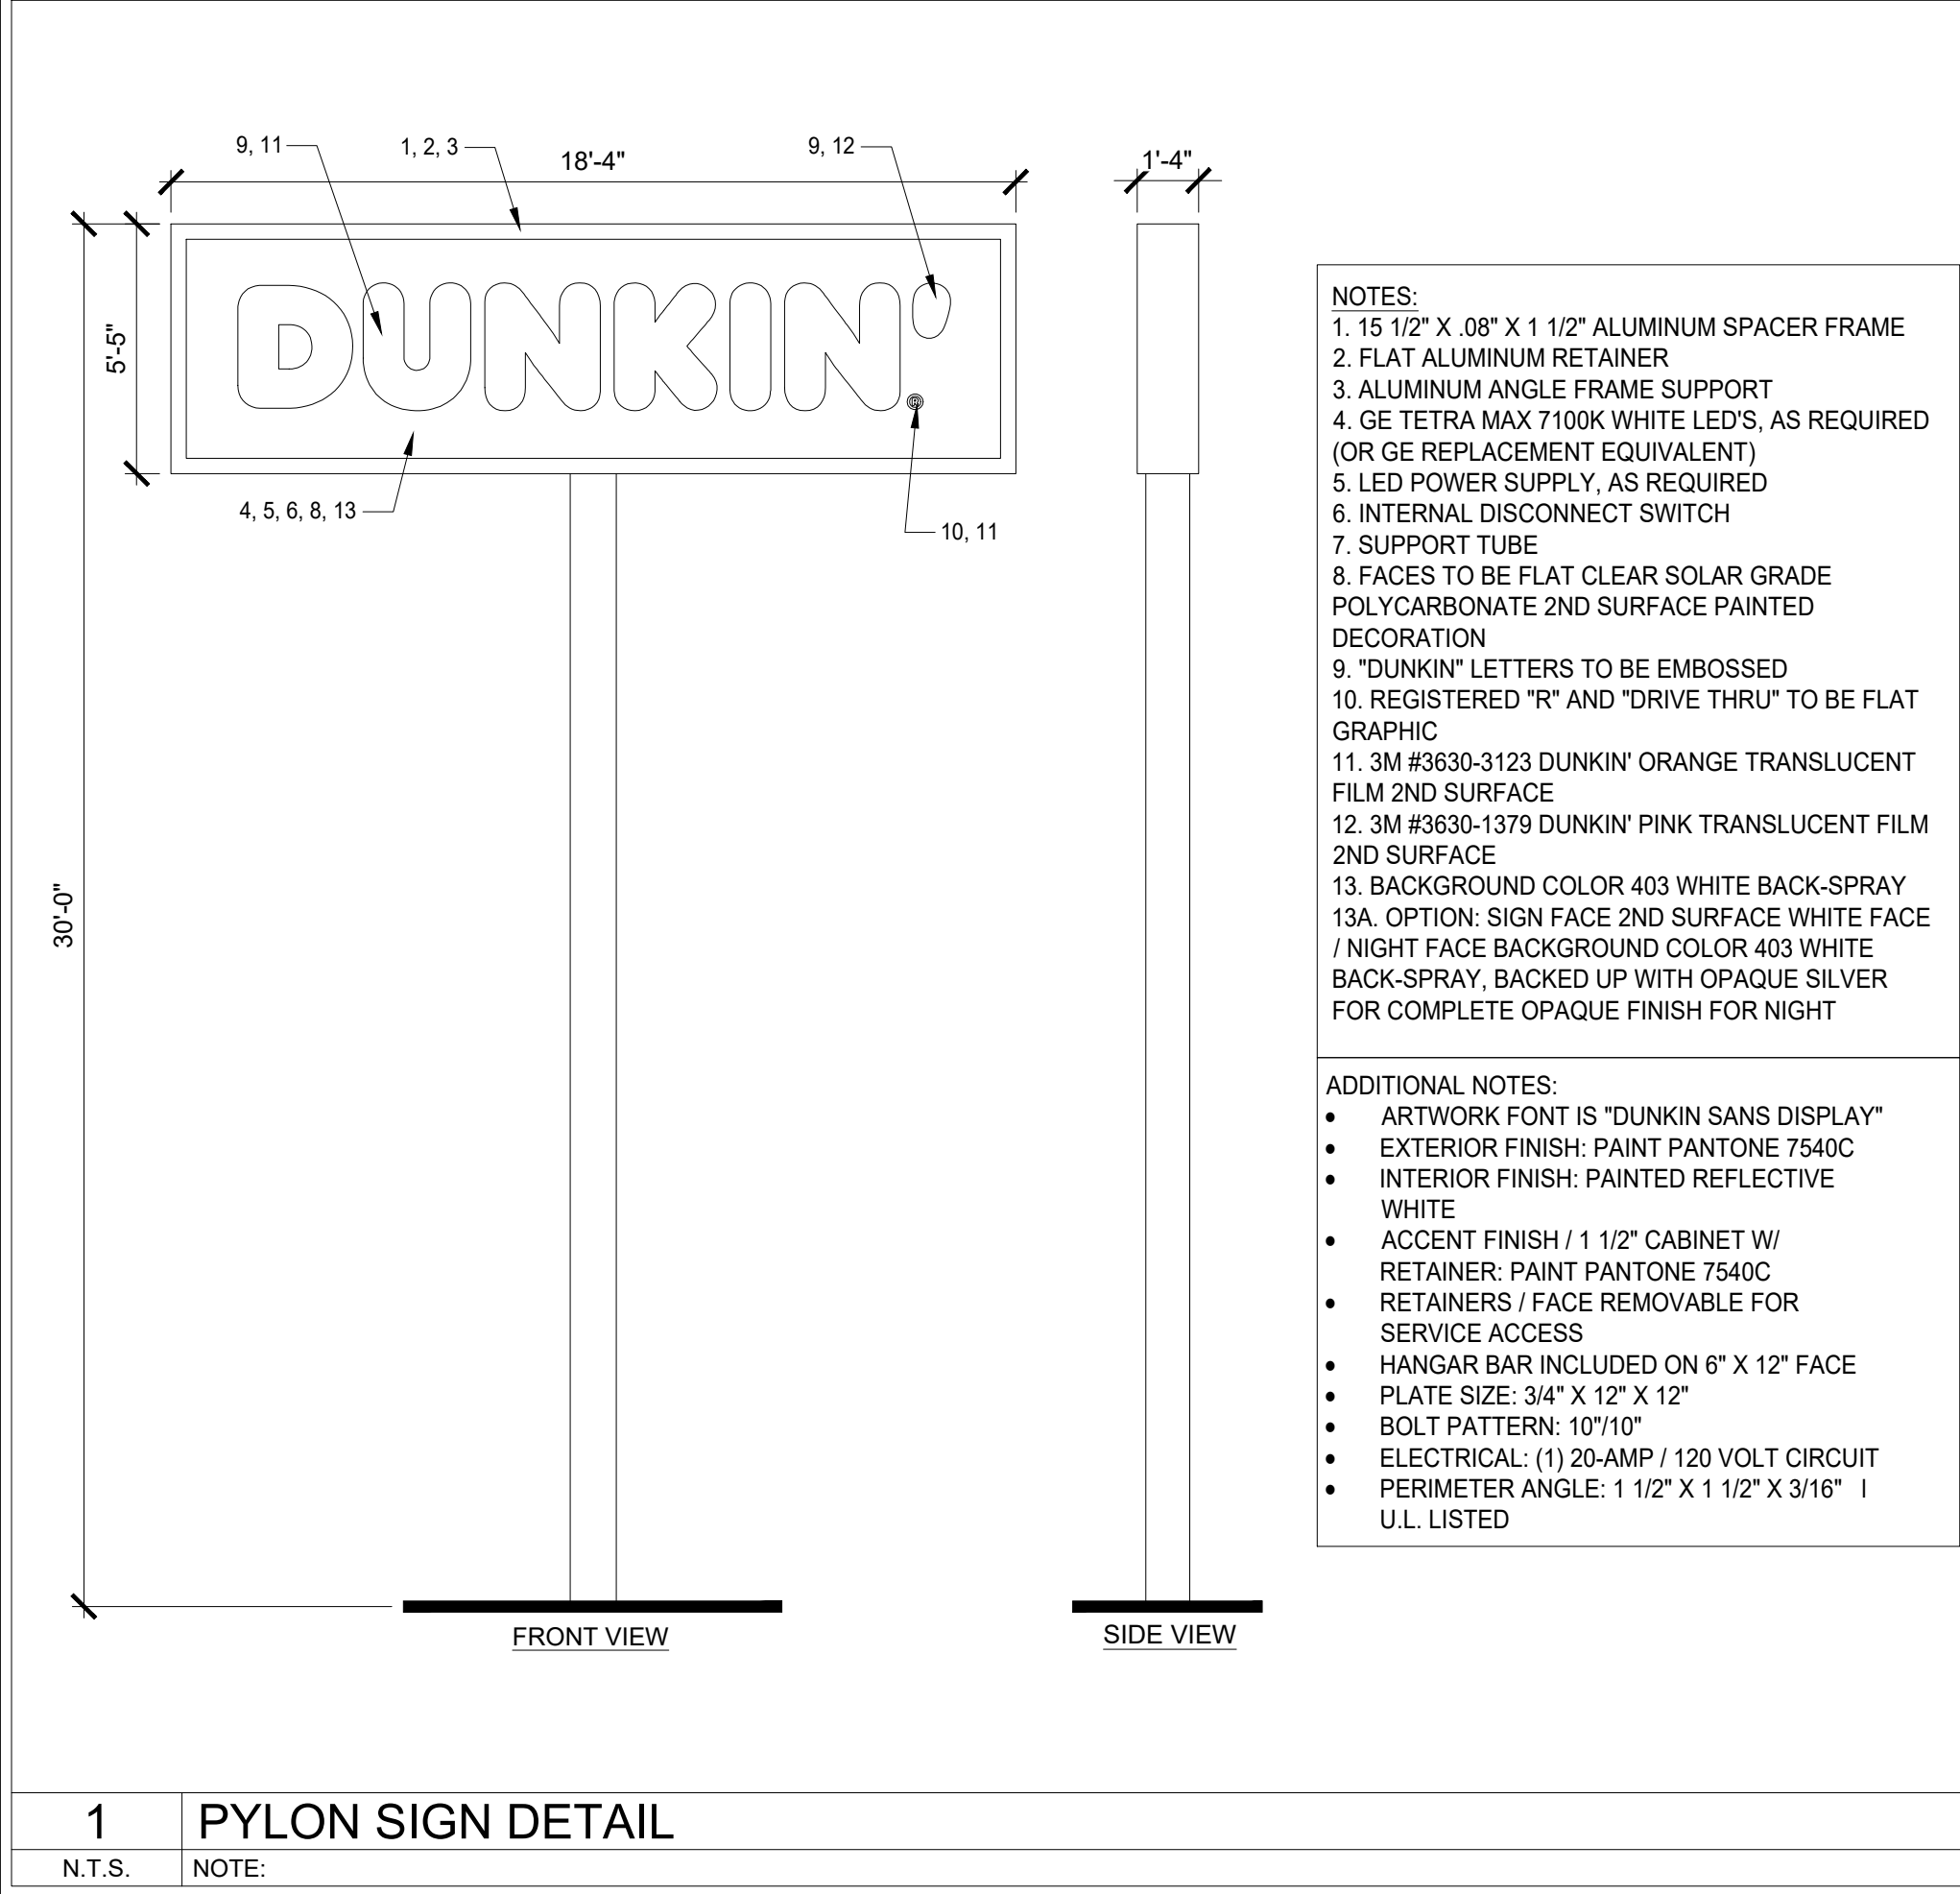 9, 11
1, 2, 3
18'-4"
9, 12
1'-4"
5'-5"
DUNKIN'
®
4, 5, 6, 8, 13
10, 11
30'-0"
FRONT VIEW
SIDE VIEW
NOTES:
1. 15 1/2" X .08" X 1 1/2" ALUMINUM SPACER FRAME
2. FLAT ALUMINUM RETAINER
3. ALUMINUM ANGLE FRAME SUPPORT
4. GE TETRA MAX 7100K WHITE LED'S, AS REQUIRED
(OR GE REPLACEMENT EQUIVALENT)
5. LED POWER SUPPLY, AS REQUIRED
6. INTERNAL DISCONNECT SWITCH
7. SUPPORT TUBE
8. FACES TO BE FLAT CLEAR SOLAR GRADE
POLYCARBONATE 2ND SURFACE PAINTED
DECORATION
9. "DUNKIN" LETTERS TO BE EMBOSSED
10. REGISTERED "R" AND "DRIVE THRU" TO BE FLAT
GRAPHIC
11. 3M #3630-3123 DUNKIN' ORANGE TRANSLUCENT
FILM 2ND SURFACE
12. 3M #3630-1379 DUNKIN' PINK TRANSLUCENT FILM
2ND SURFACE
13. BACKGROUND COLOR 403 WHITE BACK-SPRAY
13A. OPTION: SIGN FACE 2ND SURFACE WHITE FACE
/ NIGHT FACE BACKGROUND COLOR 403 WHITE
BACK-SPRAY, BACKED UP WITH OPAQUE SILVER
FOR COMPLETE OPAQUE FINISH FOR NIGHT
ADDITIONAL NOTES:
• ARTWORK FONT IS "DUNKIN SANS DISPLAY"
• EXTERIOR FINISH: PAINT PANTONE 7540C
• INTERIOR FINISH: PAINTED REFLECTIVE
WHITE
• ACCENT FINISH / 1 1/2" CABINET W/
RETAINER: PAINT PANTONE 7540C
• RETAINERS / FACE REMOVABLE FOR
SERVICE ACCESS
• HANGAR BAR INCLUDED ON 6" X 12" FACE
• PLATE SIZE: 3/4" X 12" X 12"
• BOLT PATTERN: 10"/10"
• ELECTRICAL: (1) 20-AMP / 120 VOLT CIRCUIT
• PERIMETER ANGLE: 1 1/2" X 1 1/2" X 3/16" I
U.L. LISTED
1
PYLON SIGN DETAIL
N.T.S.
NOTE: